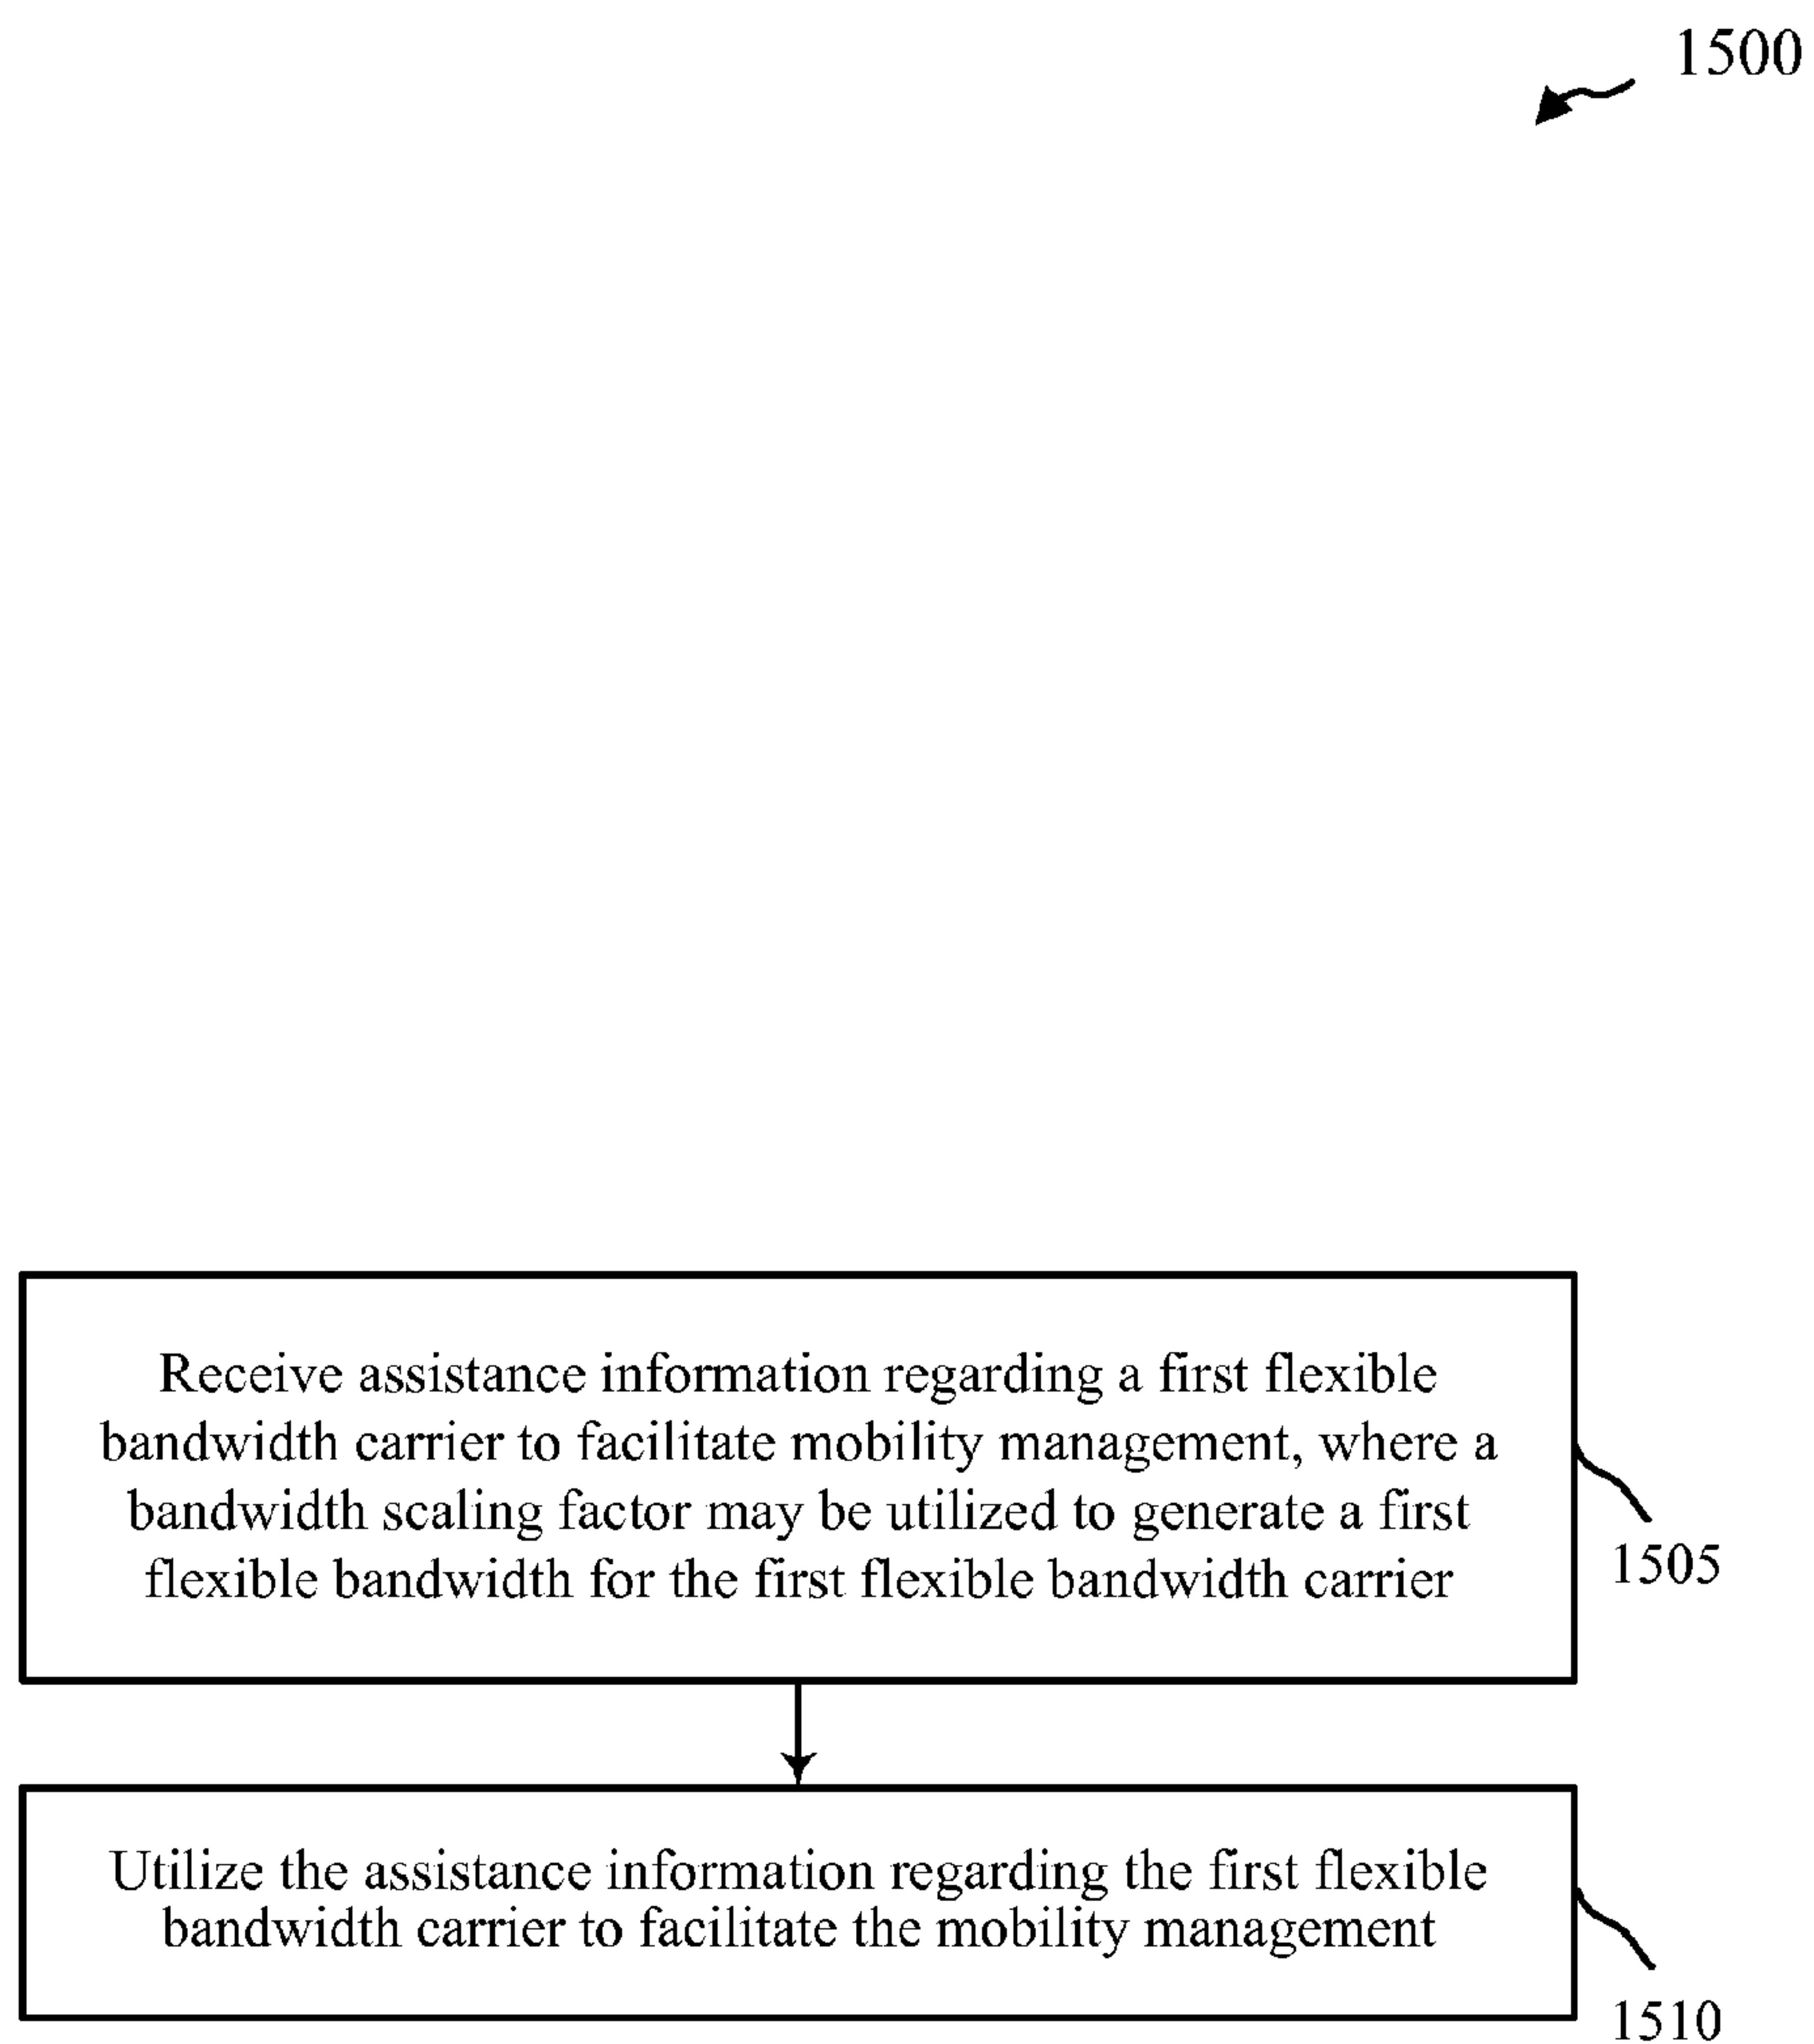 1500
Receive assistance information regarding a first flexible
bandwidth carrier to facilitate mobility management, where a
bandwidth scaling factor may be utilized to generate a first
flexible bandwidth for the first flexible bandwidth carrier
1505
Utilize the assistance information regarding the first flexible
bandwidth carrier to facilitate the mobility management
1510